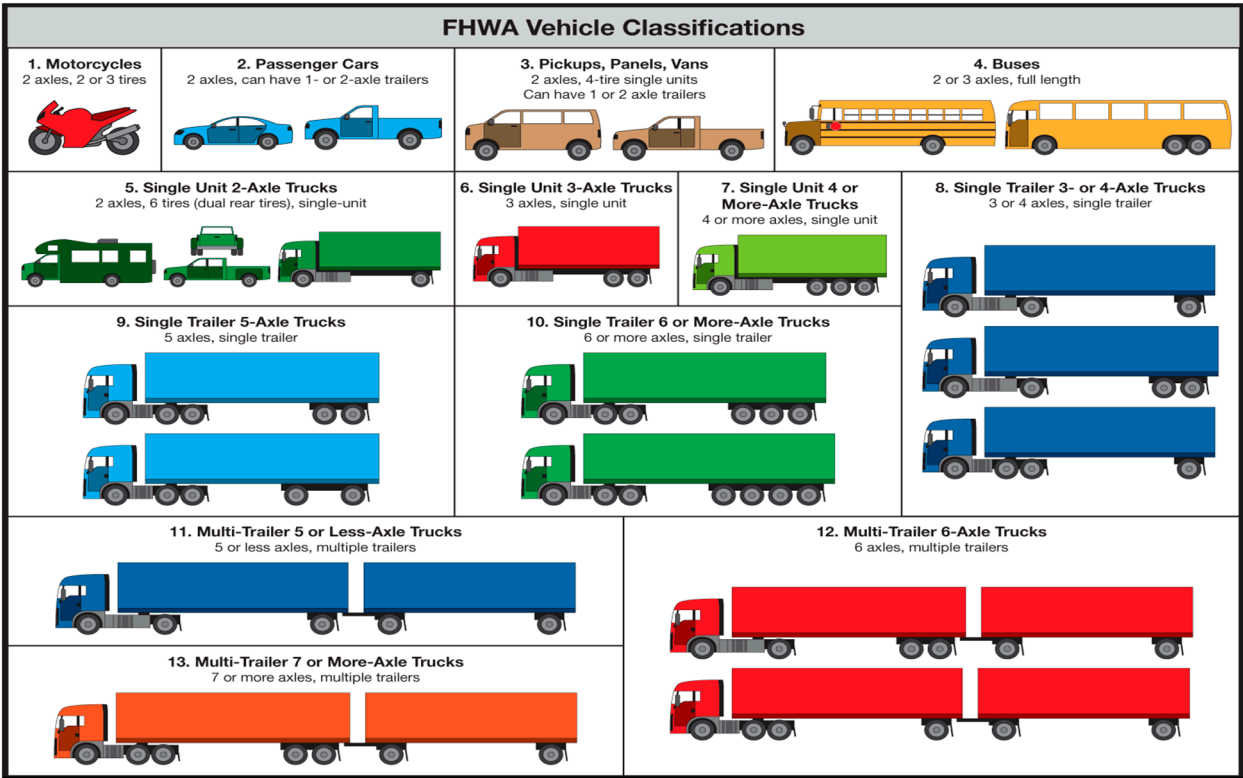 FHWA Vehicle Classifications
1. Motorcycles
2 axles, 2 or 3 tires
2. Passenger Cars
2 axles, can have 1- or 2-axle trailers
3. Pickups, Panels, Vans
2 axles, 4-tire single units
Can have 1 or 2 axle trailers
4. Buses
2 or 3 axles, full length
5. Single Unit 2-Axle Trucks
2 axles, 6 tires (dual rear tires), single-unit
6. Single Unit 3-Axle Trucks
3 axles, single unit
7. Single Unit 4 or
More-Axle Trucks
4 or more axles, single unit
8. Single Trailer 3- or 4-Axle Trucks
3 or 4 axles, single trailer
9. Single Trailer 5-Axle Trucks
5 axles, single trailer
10. Single Trailer 6 or More-Axle Trucks
6 or more axles, single trailer
11. Multi-Trailer 5 or Less-Axle Trucks
5 or less axles, multiple trailers
12. Multi-Trailer 6-Axle Trucks
6 axles, multiple trailers
13. Multi-Trailer 7 or More-Axle Trucks
7 or more axles, multiple trailers